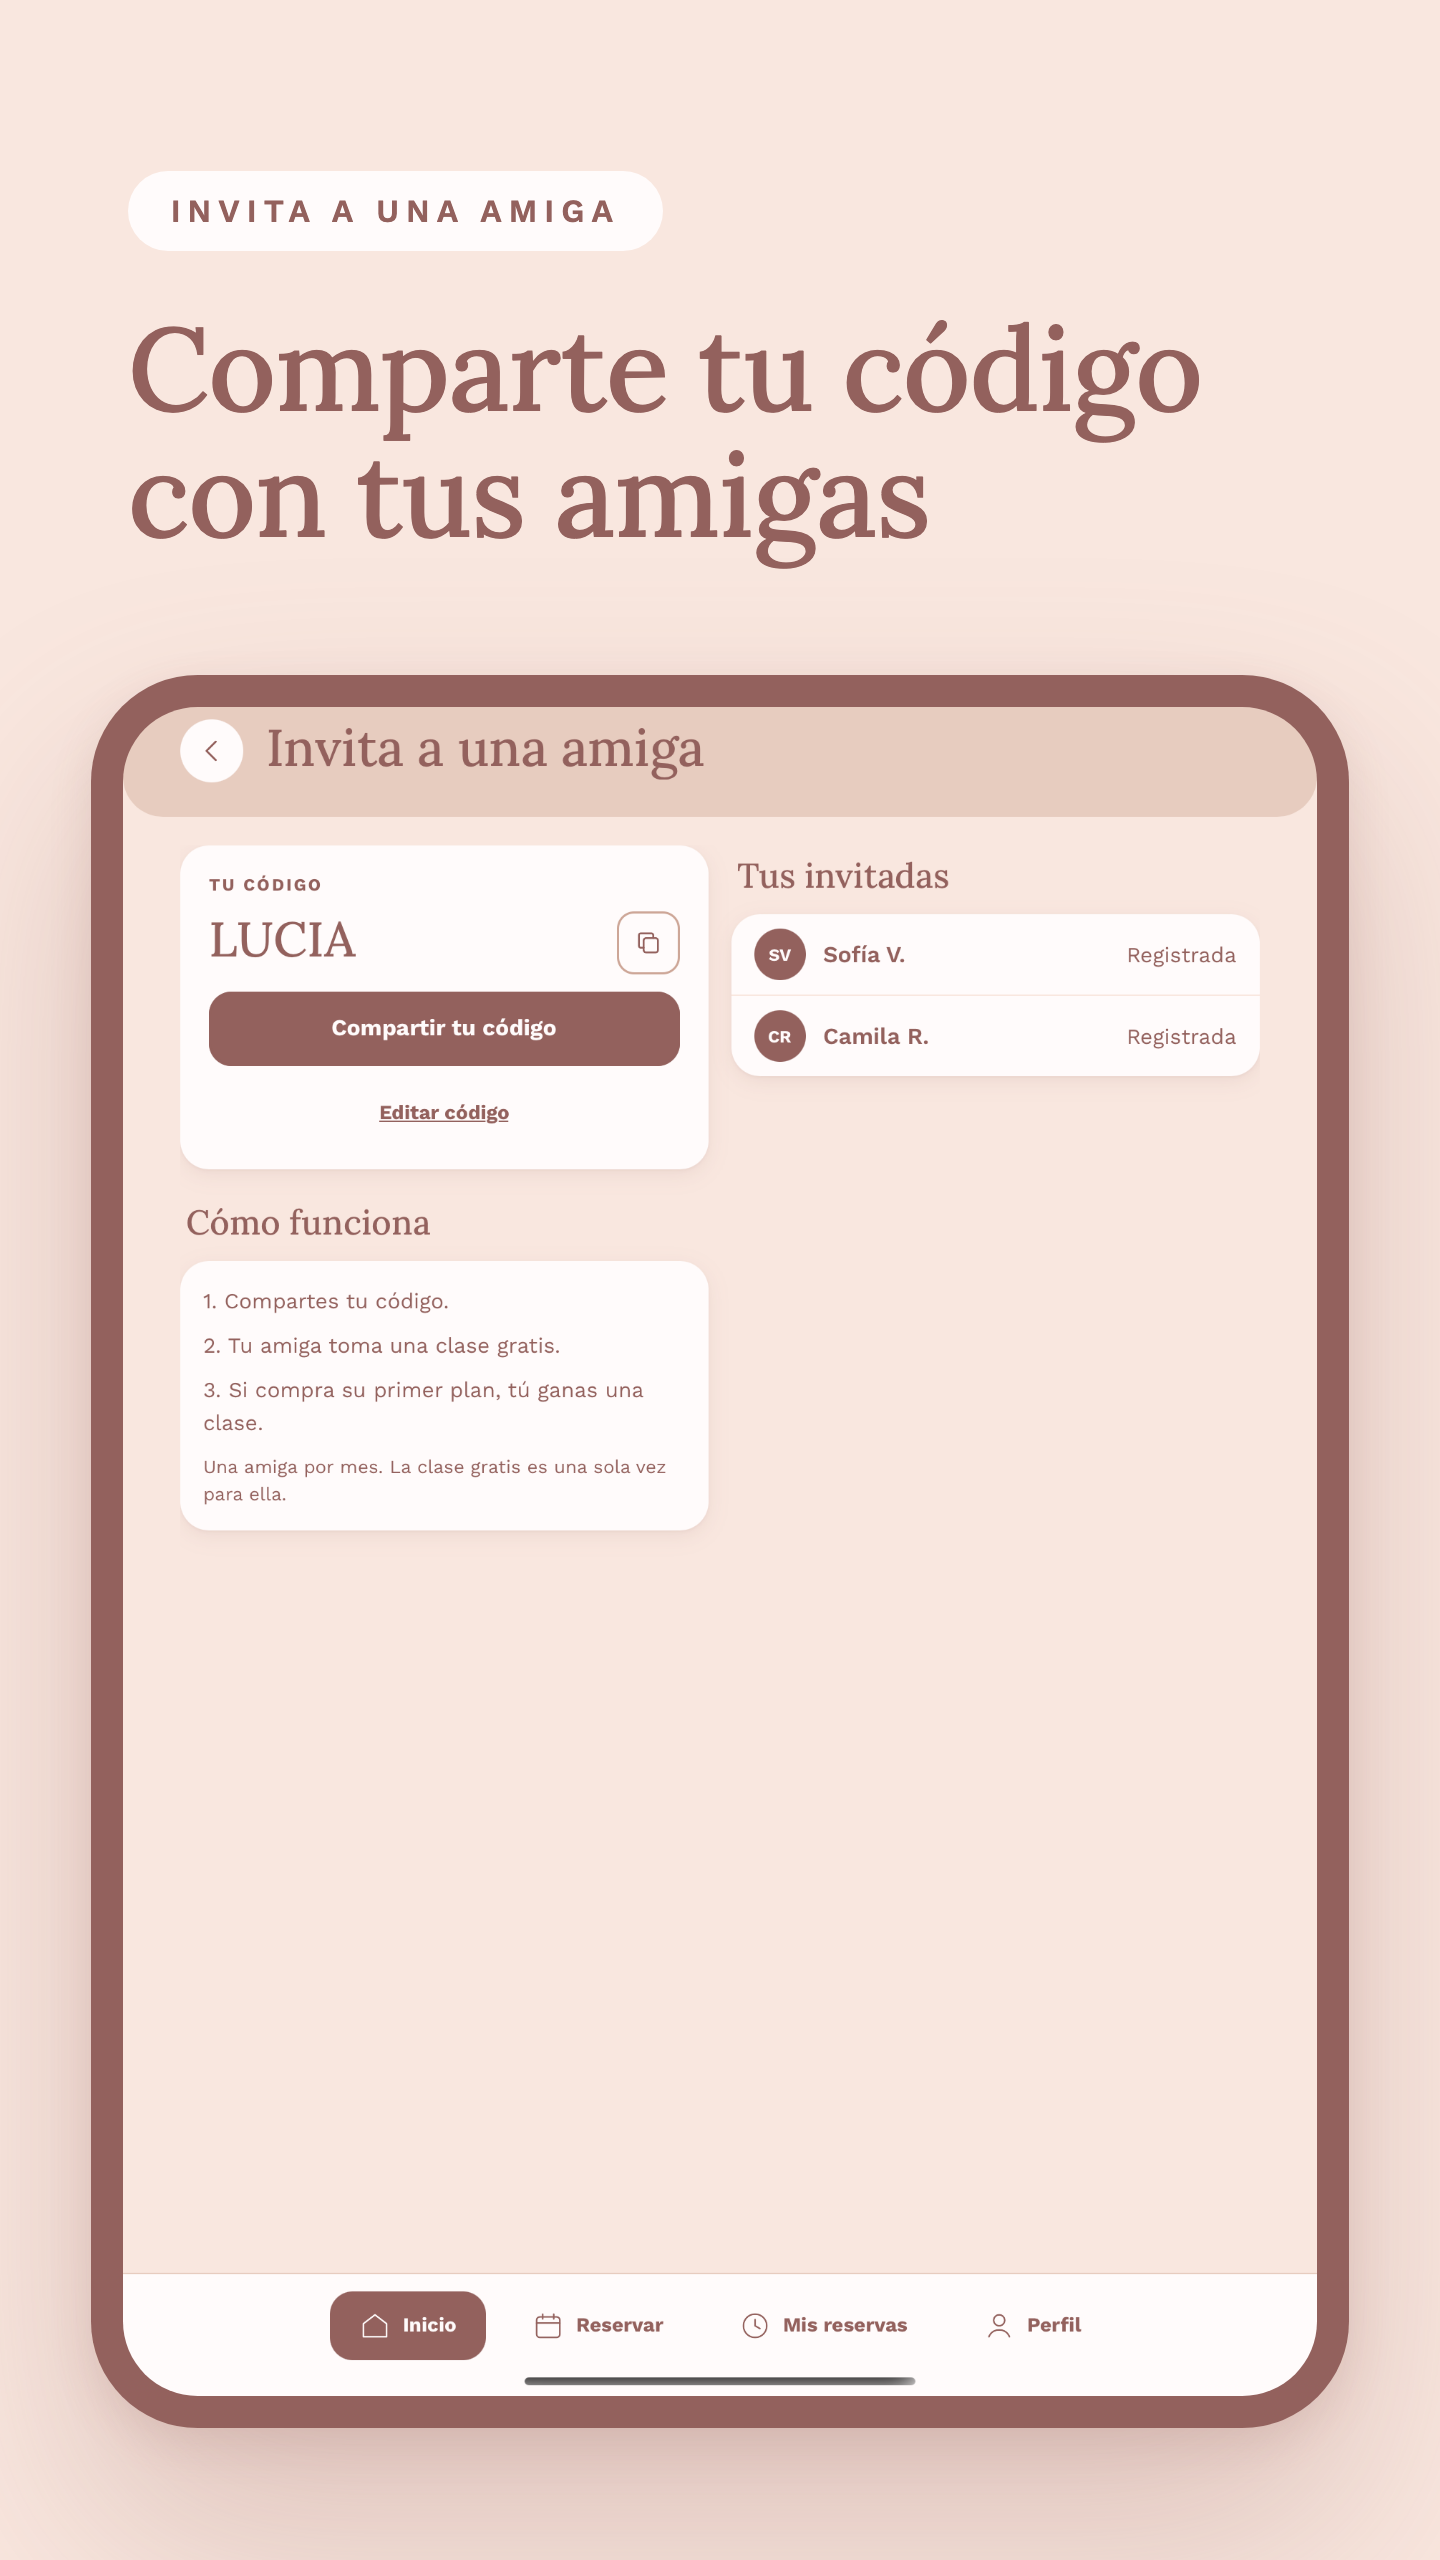 INVITA A UNA AMIGA
Comparte tu código
con tus amigas
Invita a una amiga
TU CÓDIGO
LUCIA
Compartir tu código
Editar código
Cómo funciona
1. Compartes tu código.
2. Tu amiga toma una clase gratis.
3. Si compra su primer plan, tú ganas una
clase.
Una amiga por mes. La clase gratis es una sola vez
para ella.
Tus invitadas
SV Sofía V. Registrada
CR Camila R. Registrada
Inicio Reservar Mis reservas Perfil